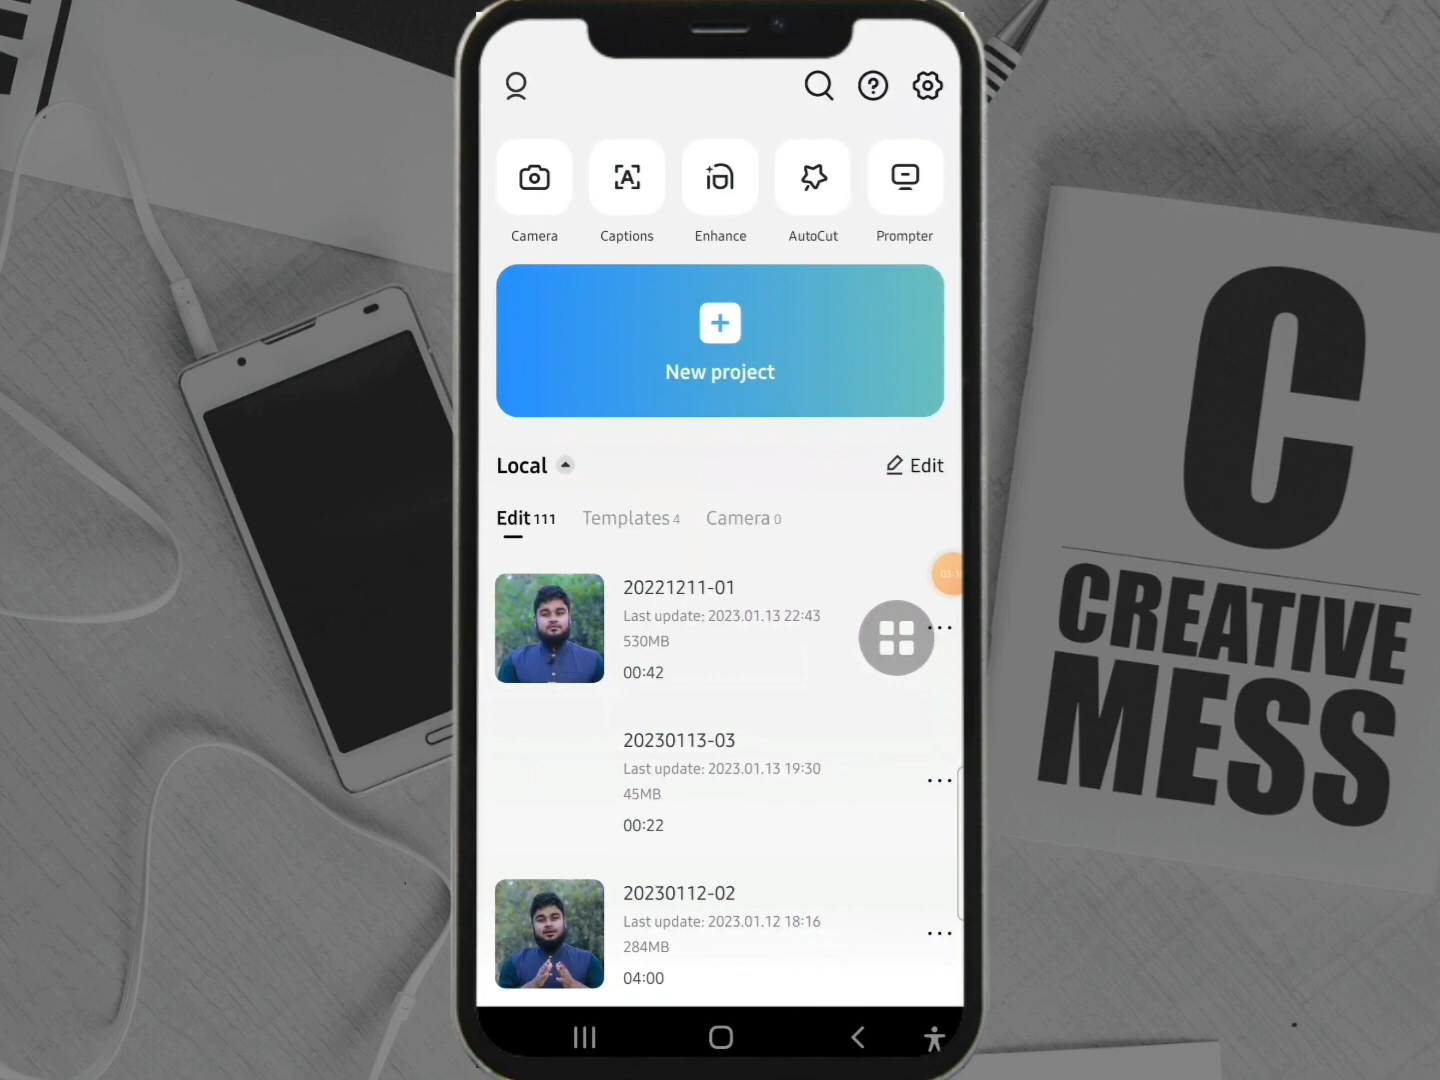 Camera
Captions
Enhance
AutoCut
Prompter
New project
Local
Edit
Edit 111
Templates 4
Camera 0
20221211-01
Last update: 2023.01.13 22:43
530MB
00:42
20230113-03
Last update: 2023.01.13 19:30
45MB
00:22
20230112-02
Last update: 2023.01.12 18:16
284MB
04:00
C
CREATIVE
MESS